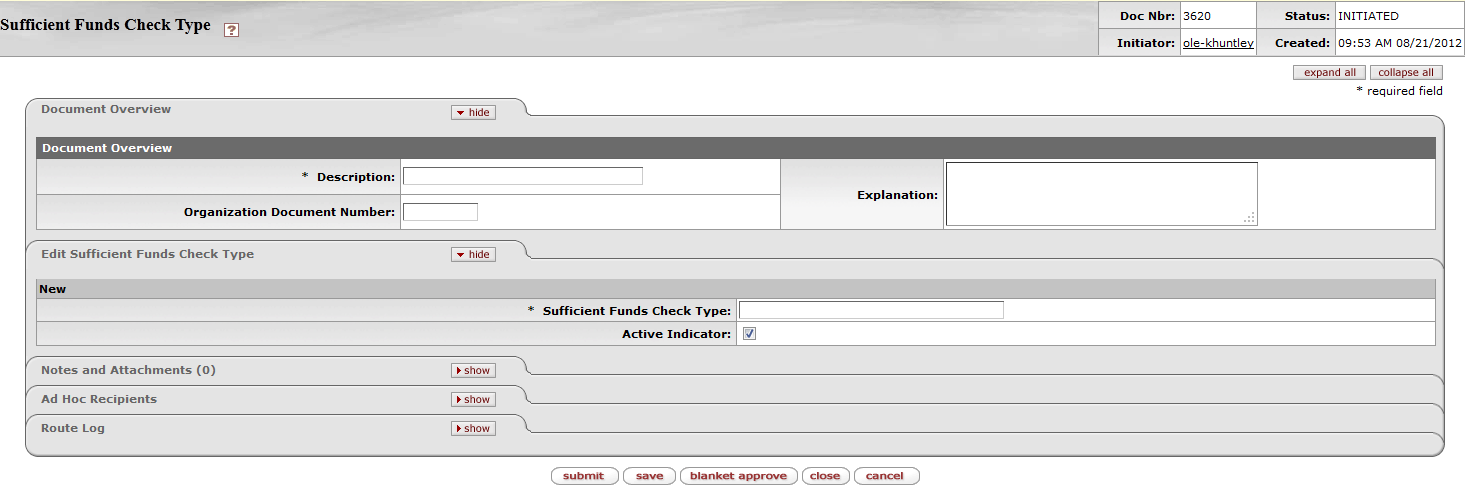 Sufficient Funds Check Type ?
Doc Nbr: 3620 Status: INITIATED
Initiator: ole-khuntley Created: 09:53 AM 08/21/2012
expand all collapse all
* required field
Document Overview hide
Document Overview
* Description: Explanation:
Organization Document Number:
Edit Sufficient Funds Check Type hide
New
* Sufficient Funds Check Type:
Active Indicator:
Notes and Attachments (0) show
Ad Hoc Recipients show
Route Log show
submit save blanket approve close cancel